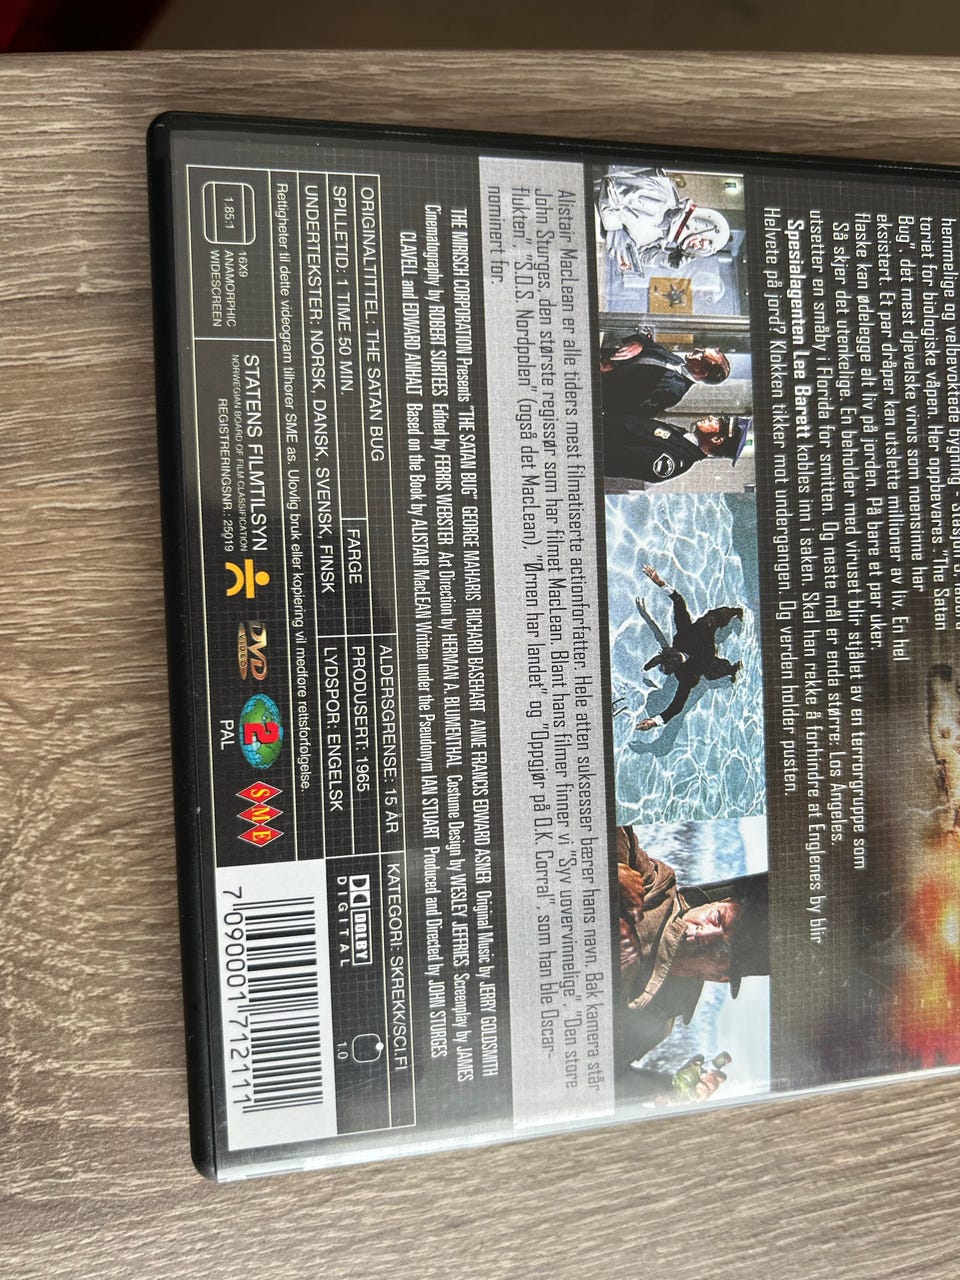 hemmelige og velbevoktede bygning - Stasjon
toriet for biologiske våpen. Her oppbevares "The Satan
Bug", det mest djevelske virus som noensinne har
eksistert. Et par dråper kan utslette millioner av liv. En hel
flaske kan ødelegge alt liv på jorden. På bare et par uker.
Så skjer det utenkelige. En beholder med viruset blir stjålet av en terrorgruppe som
utsetter en småby i Florida for smitten. Og neste mål er enda større: Los Angeles.
Spesialagenten Lee Barett kobles inn i saken. Skal han rekke å forhindre at Englenes by blir
Helvete på jord? Klokken tikker mot undergangen. Og verden holder pusten.
Alistair MacLean er alle tiders mest filmatiserte actionforfatter. Hele atten suksesser bærer hans navn. Bak kamera står
John Sturges, den største regissør som har filmet MacLean. Blant hans filmer finner vi "Syv uovervinnelige", "Den store
flukten", "S.O.S. Nordpolen" (også det MacLean), "Ørnen har landet" og "Oppgjør på O.K. Corral", som han ble Oscar-
nominert for.
THE MIRISCH CORPORATION Presents "THE SATAN BUG" GEORGE MAHARIS RICHARD BASEHART ANNE FRANCIS EDWARD ASNER Original Music by JERRY GOLDSMITH
Cinematography by ROBERT SURTEES Edited by FERRIS WEBSTER Art Direction by HERMAN A. BLUMENTHAL Costume Design by WESLEY JEFFRIES Screenplay by JAMES
CLAVELL and EDWARD ANHALT Based on the Book by ALISTAIR MacLEAN Written under the Pseudonym IAN STUART Produced and Directed by JOHN STURGES
ORIGINALTITTEL: THE SATAN BUG
ALDERSGRENSE: 15 ÅR
KATEGORI: SKREKK/SCI.FI
SPILLETID: 1 TIME 50 MIN.
FARGE
PRODUSERT: 1965
UNDERTEKSTER: NORSK, DANSK, SVENSK, FINSK
LYDSPOR: ENGELSK
DOLBY
DIGITAL
1.0
Rettigheter til dette videogram tilhører SME as. Ulovlig bruk eller kopiering vil medføre rettsforfølgelse.
1.85:1
16X9
ANAMORPHIC
WIDESCREEN
STATENS FILMTILSYN
NORWEGIAN BOARD OF FILM CLASSIFICATION
REGISTRERINGSNR.: 25019
DVD
VIDEO
2
PAL
SME
7 090001 712111